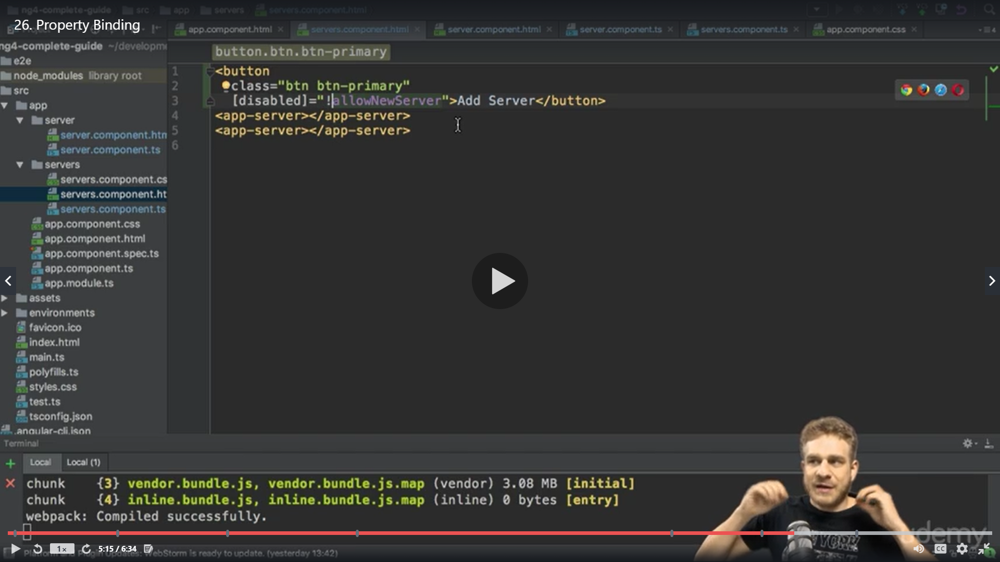 ng4-complete-guide src app servers servers.component.html
26. Property Binding
app.component.html servers.component.html server.component.html server.component.ts servers.component.ts app.component.css
ng4-complete-guide ~/developme
e2e
node_modules library root
src
app
server
server.component.htm
server.component.ts
servers
servers.component.cs
servers.component.ht
servers.component.ts
app.component.css
app.component.html
app.component.spec.ts
app.component.ts
app.module.ts
assets
environments
favicon.ico
index.html
main.ts
polyfills.ts
styles.css
test.ts
tsconfig.json
.angular-cli.json
button.btn.btn-primary
1 <button
2 class="btn btn-primary"
3 [disabled]="!allowNewServer">Add Server</button>
4 <app-server></app-server>
5 <app-server></app-server>
6
Terminal
Local Local (1)
chunk {3} vendor.bundle.js, vendor.bundle.js.map (vendor) 3.08 MB [initial]
chunk {4} inline.bundle.js, inline.bundle.js.map (inline) 0 bytes [entry]
webpack: Compiled successfully.
udemy
YORK
1x 5:15 / 6:34 CC
Platform and Plugin Updates: WebStorm is ready to update. (yesterday 13:42)